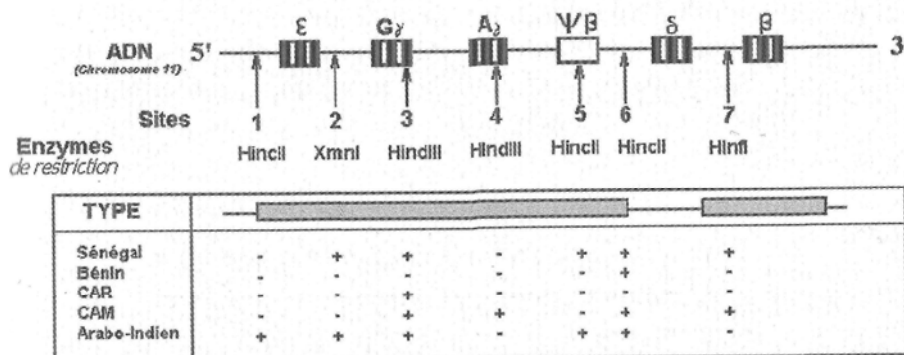 ε Gγ Aγ Ψβ δ β
ADN 5' 3
(Chromosome 11)
Sites 1 2 3 4 5 6 7
Enzymes HincII XmnI HindIII HindIII HincII HincII HinfI
de restriction
TYPE
Sénégal - - + - + + +
Bénin - - - - - + -
CAR - - + - - - -
CAM - - + + - + +
Arabo-Indien + + + - + + -